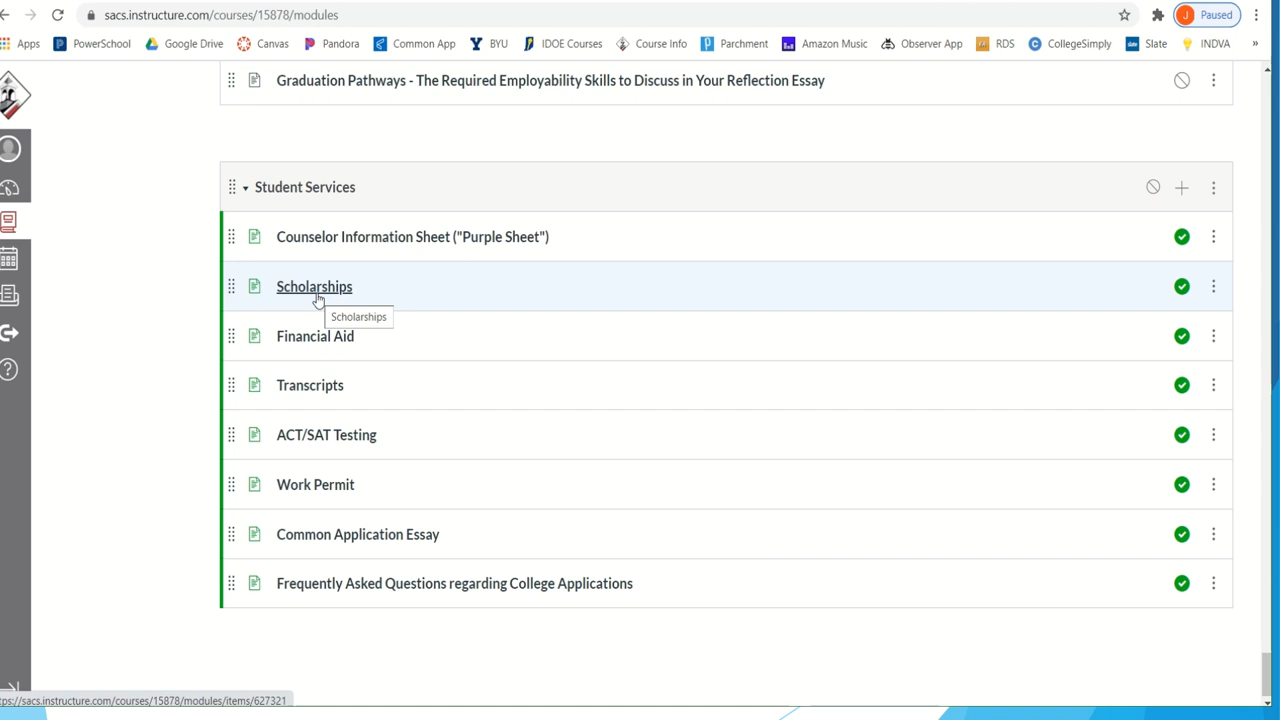 sacs.instructure.com/courses/15878/modules
J Paused
Apps PowerSchool Google Drive Canvas Pandora Common App BYU IDOE Courses Course Info Parchment Amazon Music Observer App RDS CollegeSimply Slate INDVA »
Graduation Pathways - The Required Employability Skills to Discuss in Your Reflection Essay
Student Services
Counselor Information Sheet ("Purple Sheet")
Scholarships
Scholarships
Financial Aid
Transcripts
ACT/SAT Testing
Work Permit
Common Application Essay
Frequently Asked Questions regarding College Applications
tps://sacs.instructure.com/courses/15878/modules/items/627321